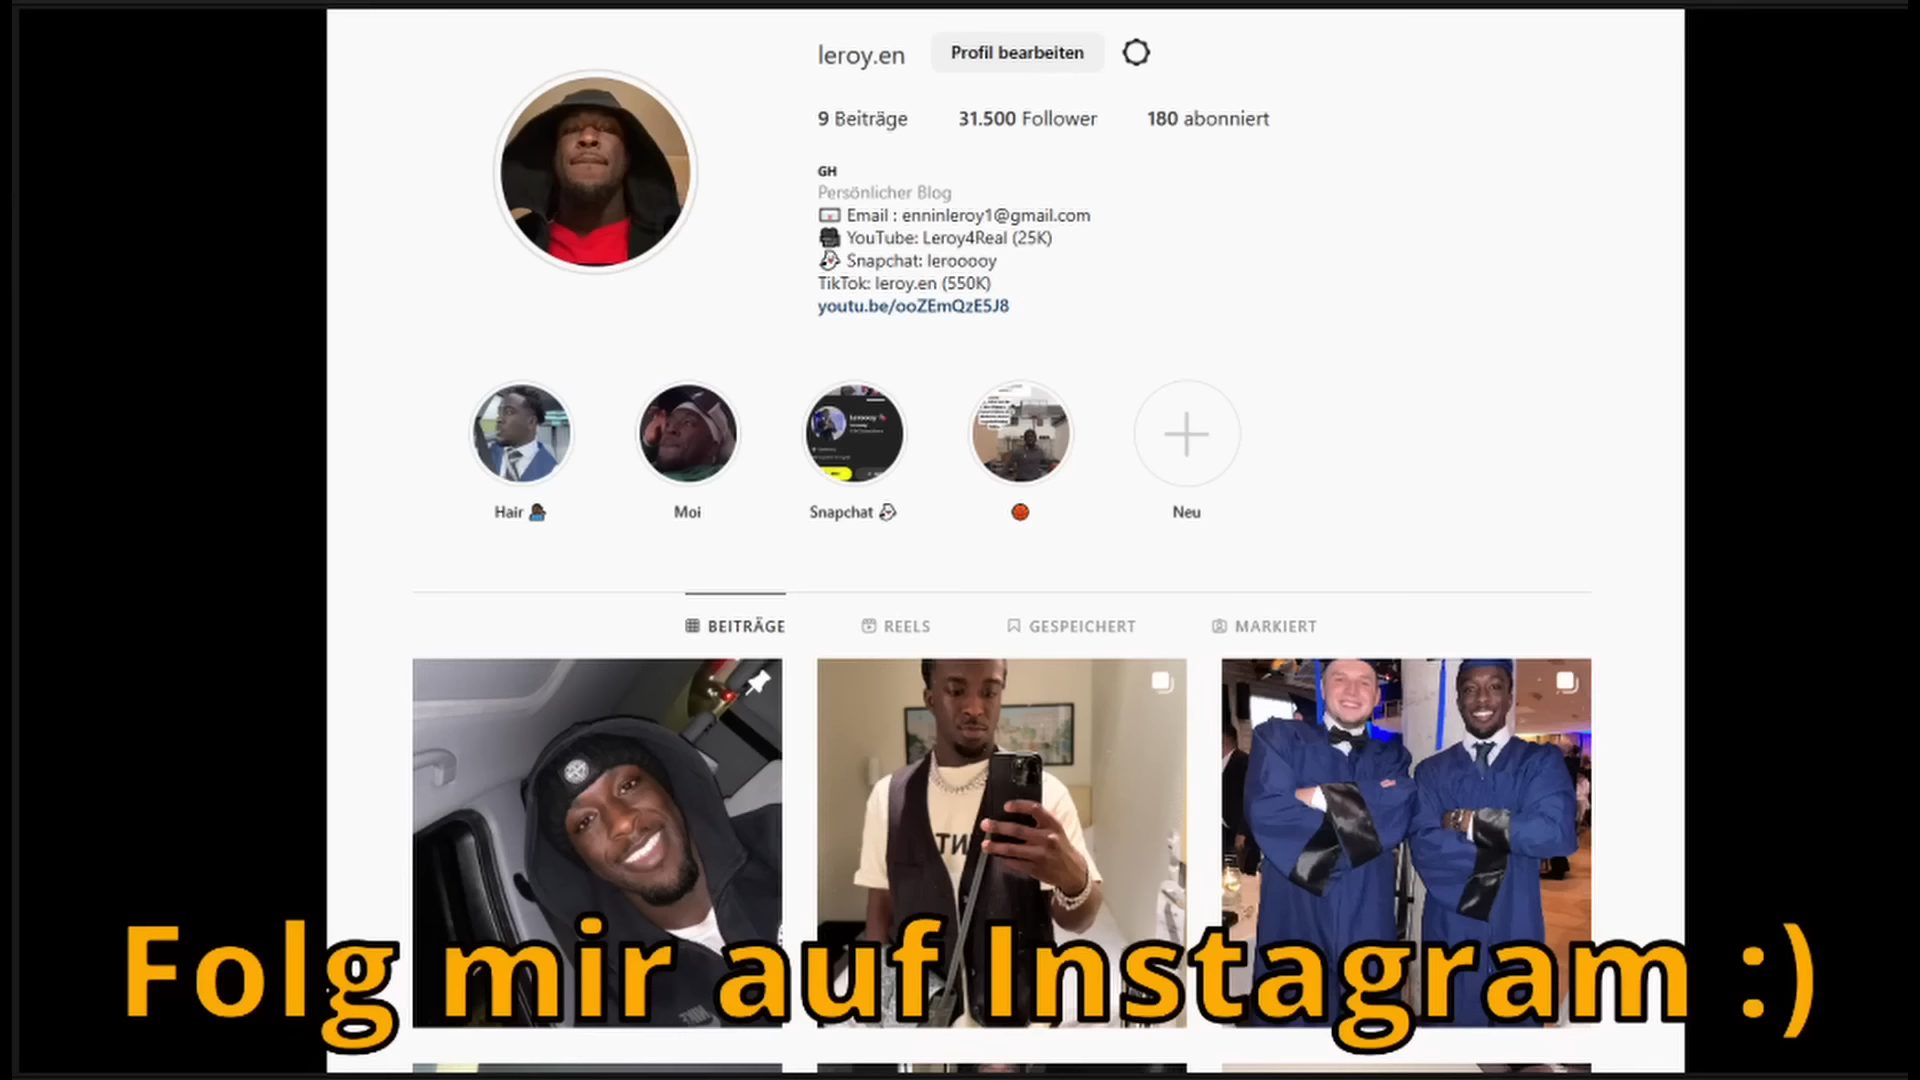 leroy.en Profil bearbeiten
9 Beiträge 31.500 Follower 180 abonniert
GH
Persönlicher Blog
Email : enninleroy1@gmail.com
YouTube: Leroy4Real (25K)
Snapchat: lerooooy
TikTok: leroy.en (550K)
youtu.be/ooZEmQzE5J8
Hair Moi Snapchat Neu
BEITRÄGE REELS GESPEICHERT MARKIERT
Folg mir auf Instagram :)